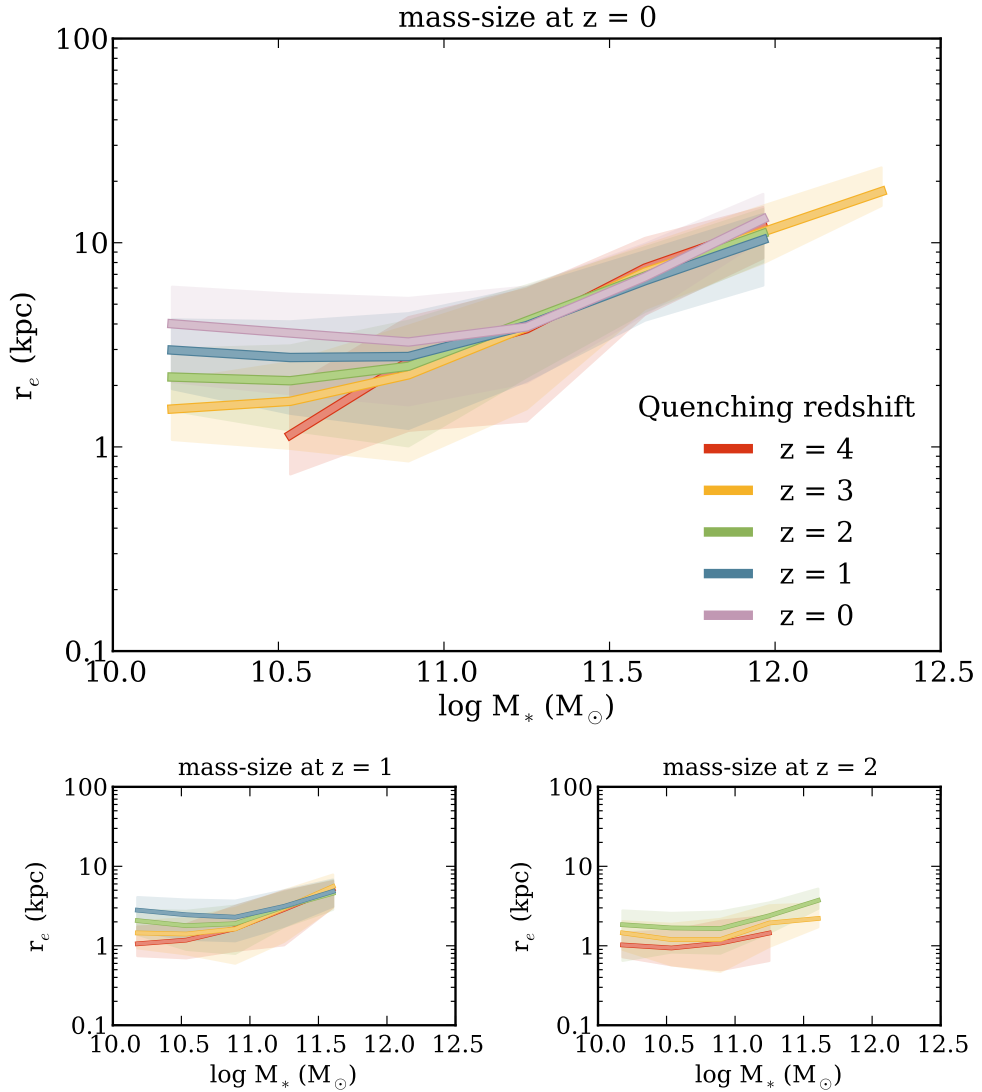 mass-size at z = 0
100
10
1
0.1
r_e (kpc)
Quenching redshift
z = 4
z = 3
z = 2
z = 1
z = 0
10.0 10.5 11.0 11.5 12.0 12.5
log M_* (M_☉)
mass-size at z = 1
100
10
1
0.1
r_e (kpc)
10.0 10.5 11.0 11.5 12.0 12.5
log M_* (M_☉)
mass-size at z = 2
100
10
1
0.1
r_e (kpc)
10.0 10.5 11.0 11.5 12.0 12.5
log M_* (M_☉)